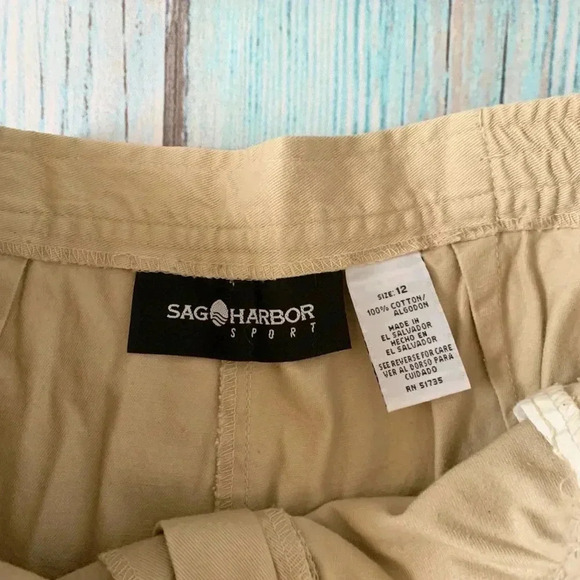 SAG HARBOR
SPORT
SIZE: 12
100% COTTON/
ALGODON
MADE IN
EL SALVADOR
HECHO EN
EL SALVADOR
SEE REVERSE FOR CARE
VER AL DORSO PARA
CUIDADO
RN 51735